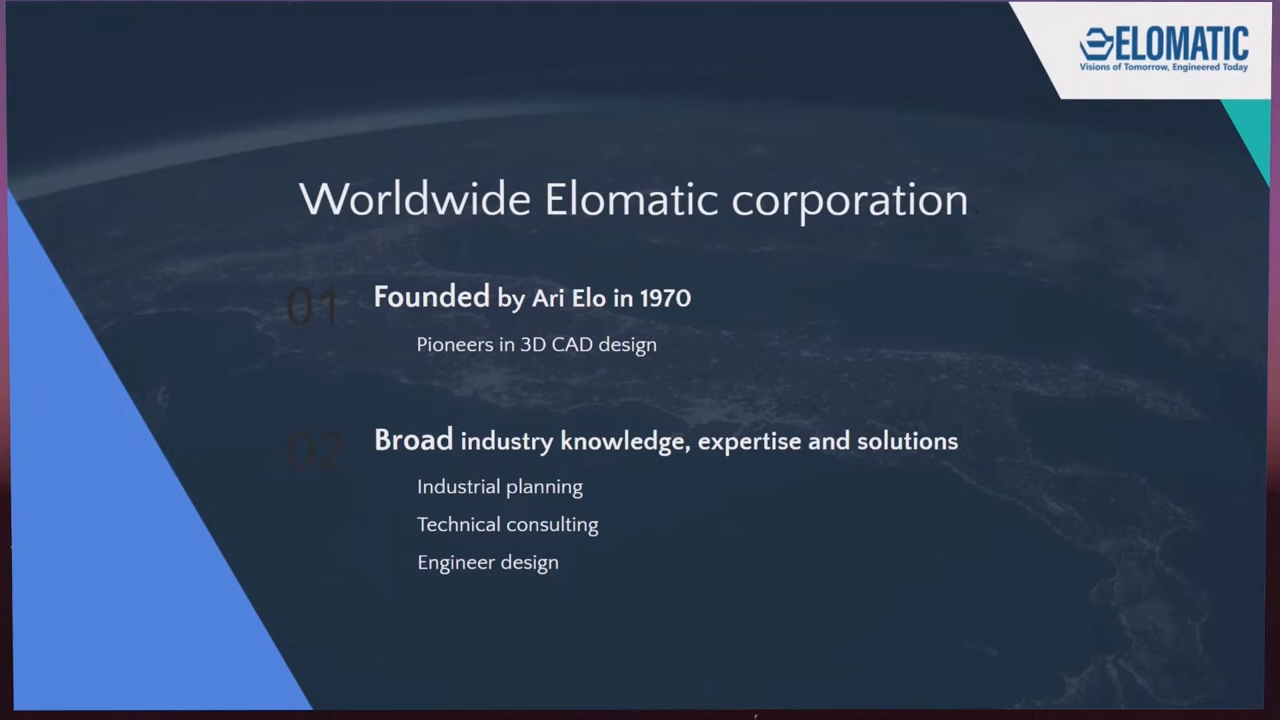 ELOMATIC
Visions of Tomorrow, Engineered Today
Worldwide Elomatic corporation
01
Founded by Ari Elo in 1970
Pioneers in 3D CAD design
02
Broad industry knowledge, expertise and solutions
Industrial planning
Technical consulting
Engineer design